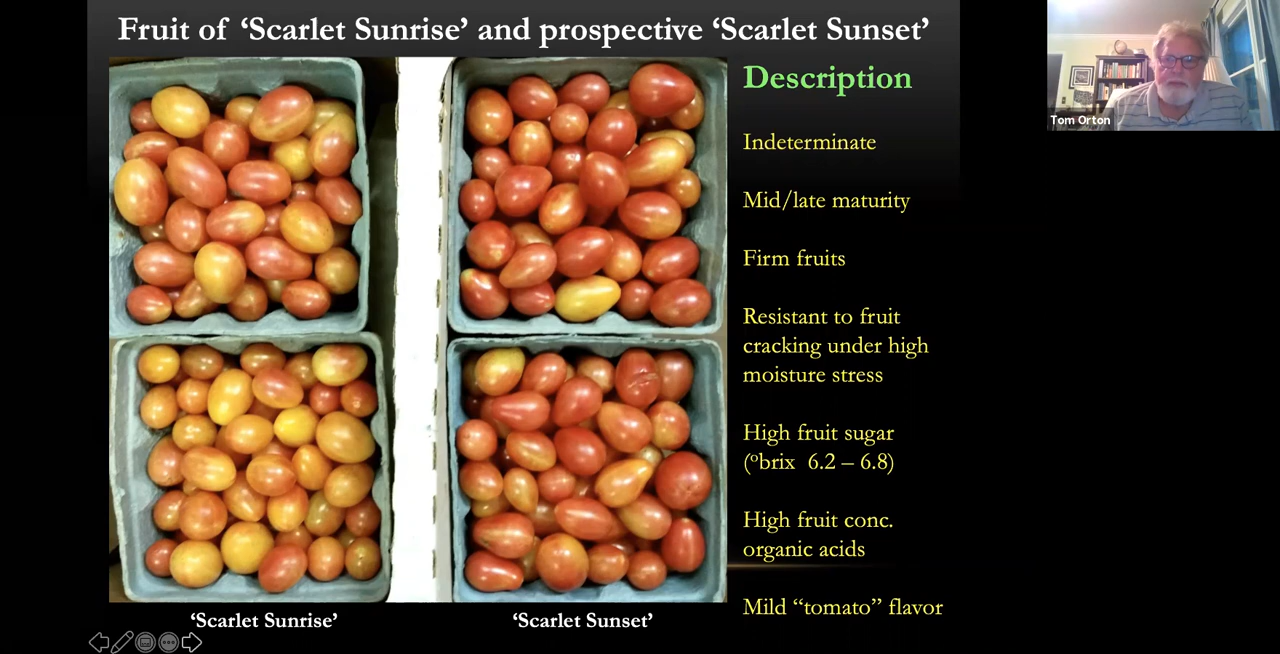 Fruit of ‘Scarlet Sunrise’ and prospective ‘Scarlet Sunset’
Description
Indeterminate
Mid/late maturity
Firm fruits
Resistant to fruit
cracking under high
moisture stress
High fruit sugar
(ºbrix 6.2 – 6.8)
High fruit conc.
organic acids
Mild “tomato” flavor
‘Scarlet Sunrise’
‘Scarlet Sunset’
Tom Orton